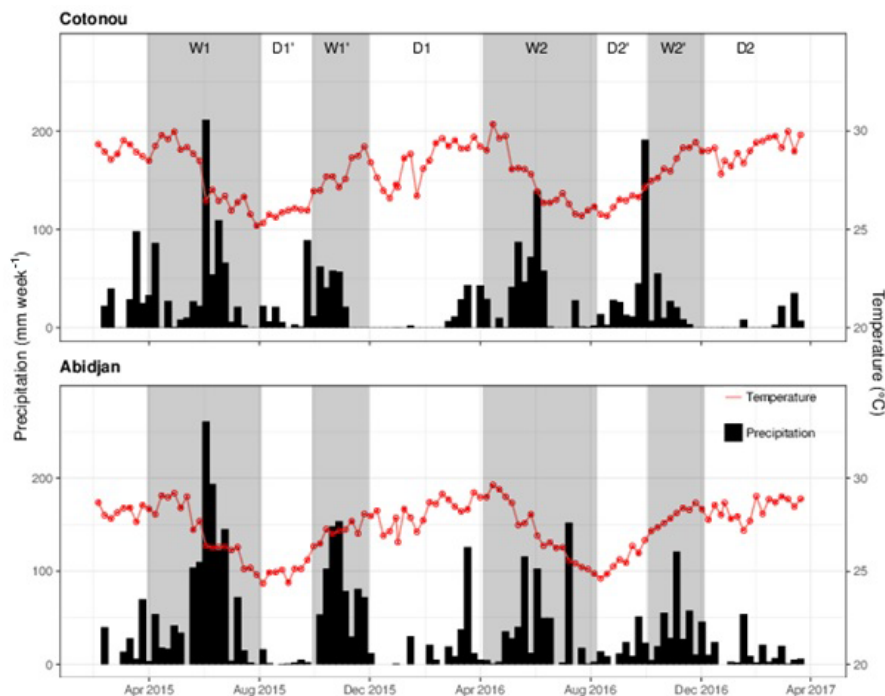 Cotonou
W1 D1' W1' D1 W2 D2' W2' D2
200
100
0
30
25
20
Precipitation (mm week⁻¹)
Temperature (°C)
Abidjan
Temperature
Precipitation
200
100
0
30
25
20
Apr 2015 Aug 2015 Dec 2015 Apr 2016 Aug 2016 Dec 2016 Apr 2017